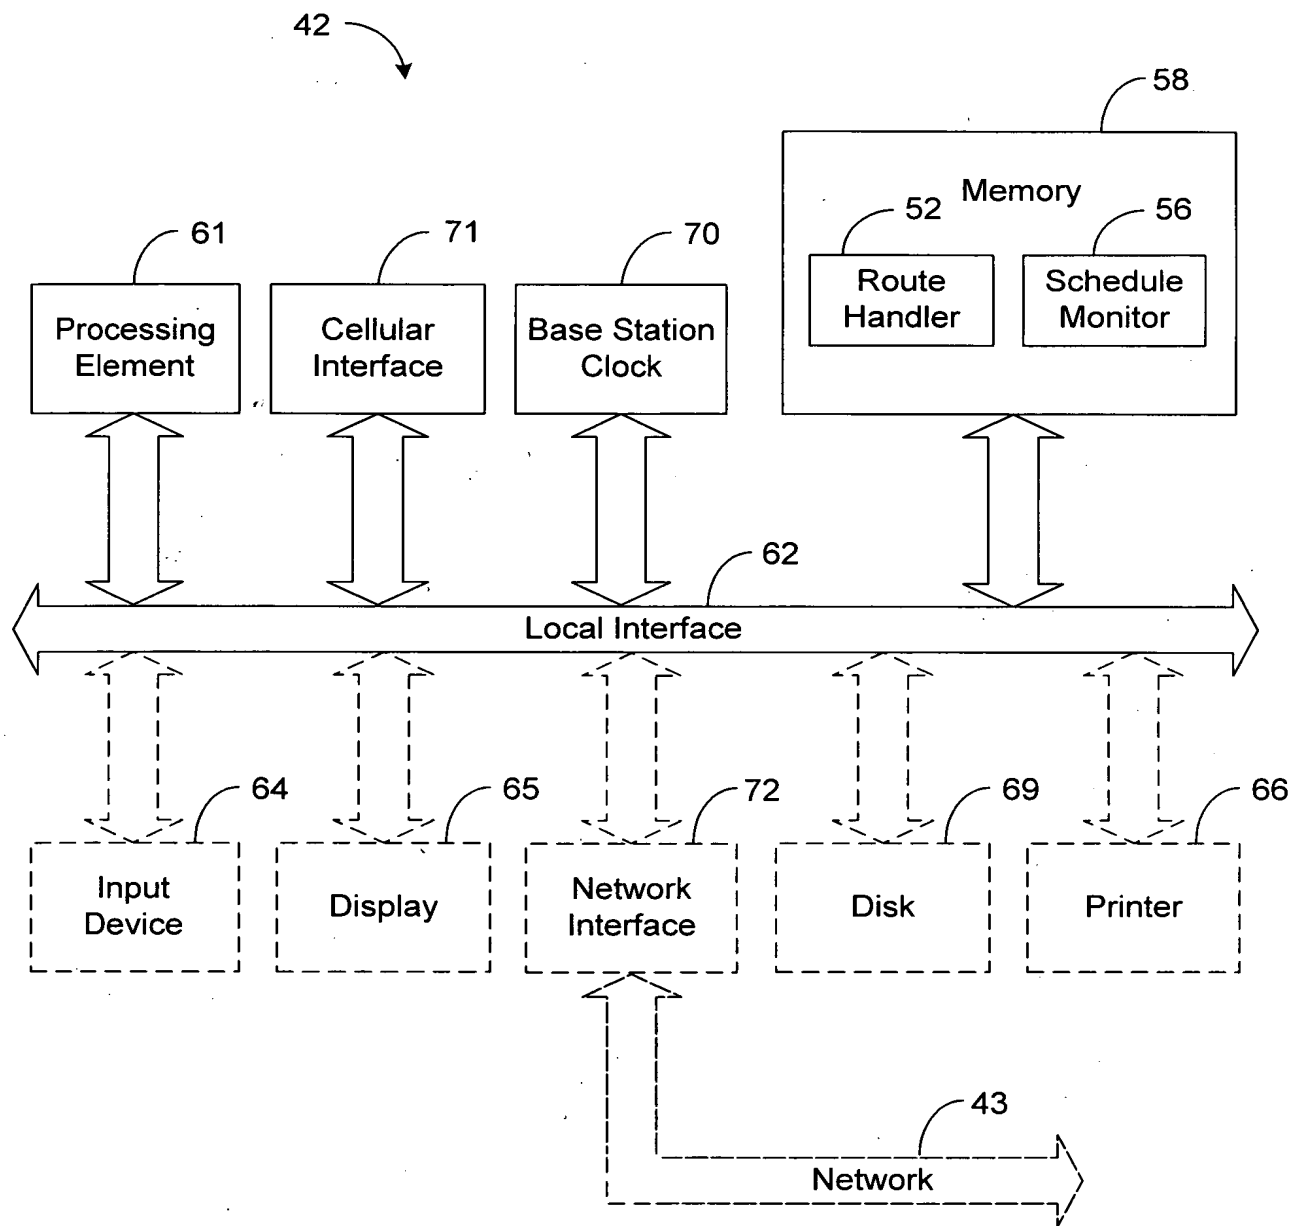 42
58
Memory
61
71
70
52
56
Processing
Element
Cellular
Interface
Base Station
Clock
Route
Handler
Schedule
Monitor
62
Local Interface
64
65
72
69
66
Input
Device
Display
Network
Interface
Disk
Printer
43
Network